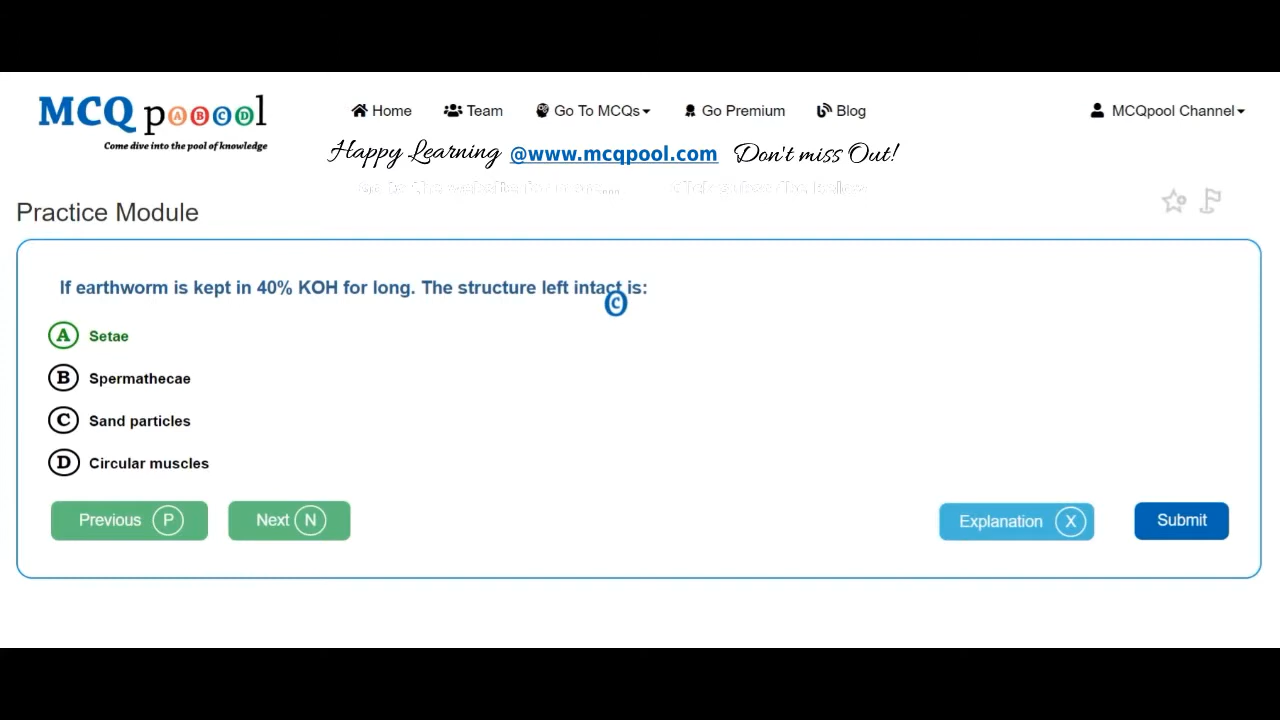 MCQ pABCDl
Come dive into the pool of knowledge
Home Team Go To MCQs Go Premium Blog MCQpool Channel
Happy Learning @www.mcqpool.com Don't miss Out!
Practice Module
If earthworm is kept in 40% KOH for long. The structure left intact is:
C
A Setae
B Spermathecae
C Sand particles
D Circular muscles
Previous P Next N Explanation X Submit